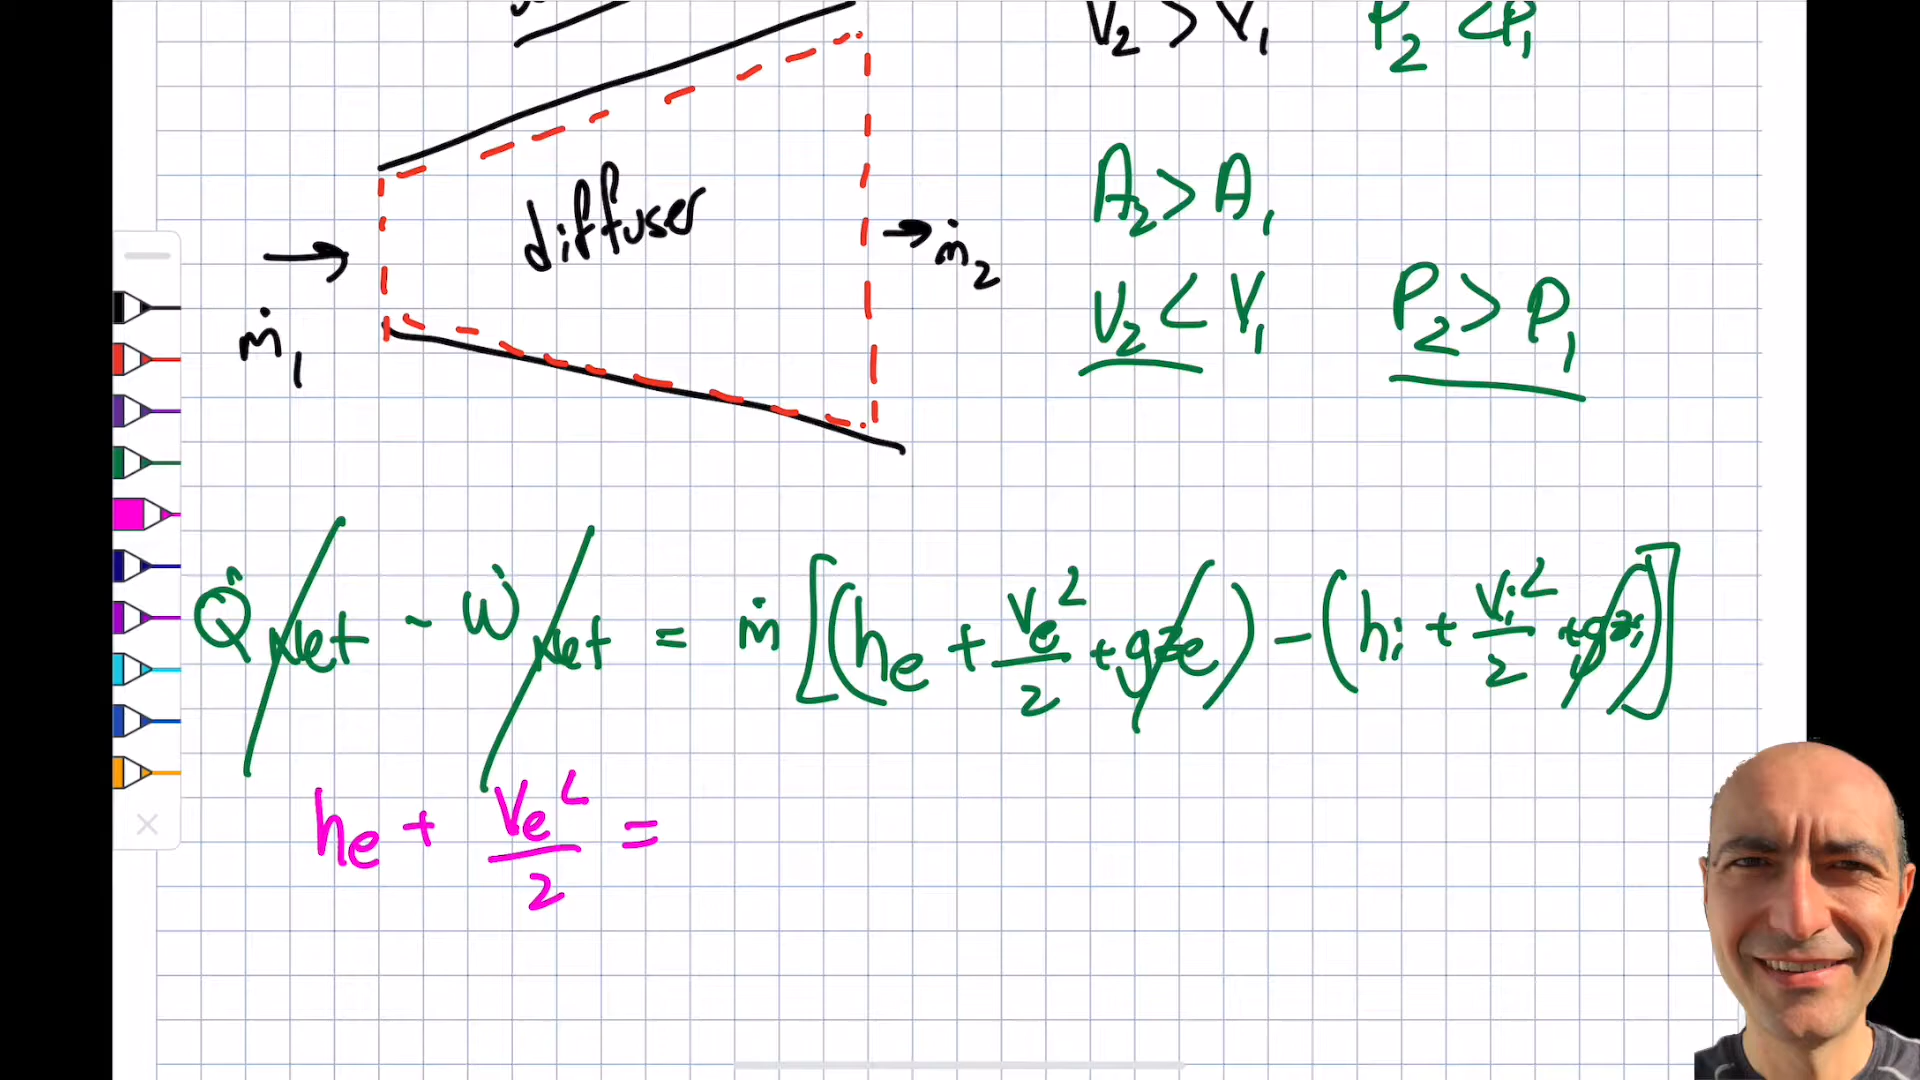 V₂ > V₁ P₂ < P₁
A₂ > A₁
diffuser
→ ṁ₂
V₂ < V₁ P₂ > P₁
ṁ₁
Q̇net - Ẇnet = ṁ [(he + Ve²/2 + gze) - (hi + Vi²/2 + gzi)]
he + Ve²/2 =